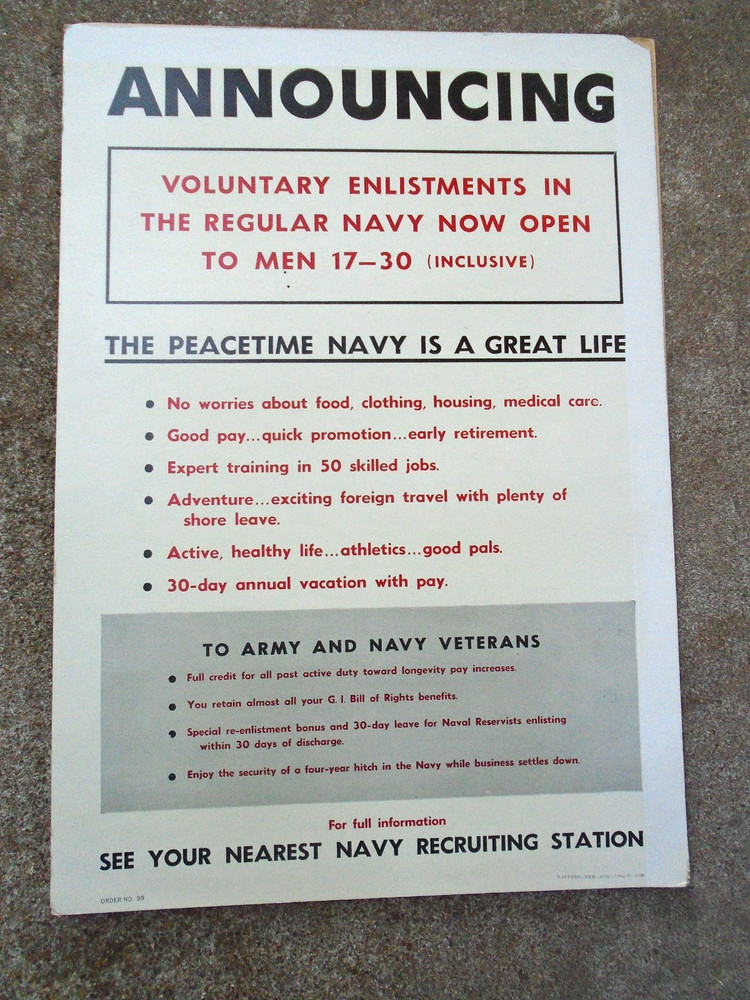 ANNOUNCING
VOLUNTARY ENLISTMENTS IN
THE REGULAR NAVY NOW OPEN
TO MEN 17—30 (INCLUSIVE)
THE PEACETIME NAVY IS A GREAT LIFE
• No worries about food, clothing, housing, medical care.
• Good pay...quick promotion...early retirement.
• Expert training in 50 skilled jobs.
• Adventure...exciting foreign travel with plenty of
shore leave.
• Active, healthy life...athletics...good pals.
• 30-day annual vacation with pay.
TO ARMY AND NAVY VETERANS
• Full credit for all past active duty toward longevity pay increases.
• You retain almost all your G. I. Bill of Rights benefits.
• Special re-enlistment bonus and 30-day leave for Naval Reservists enlisting
within 30 days of discharge.
• Enjoy the security of a four-year hitch in the Navy while business settles down.
For full information
SEE YOUR NEAREST NAVY RECRUITING STATION
ORDER NO. 99